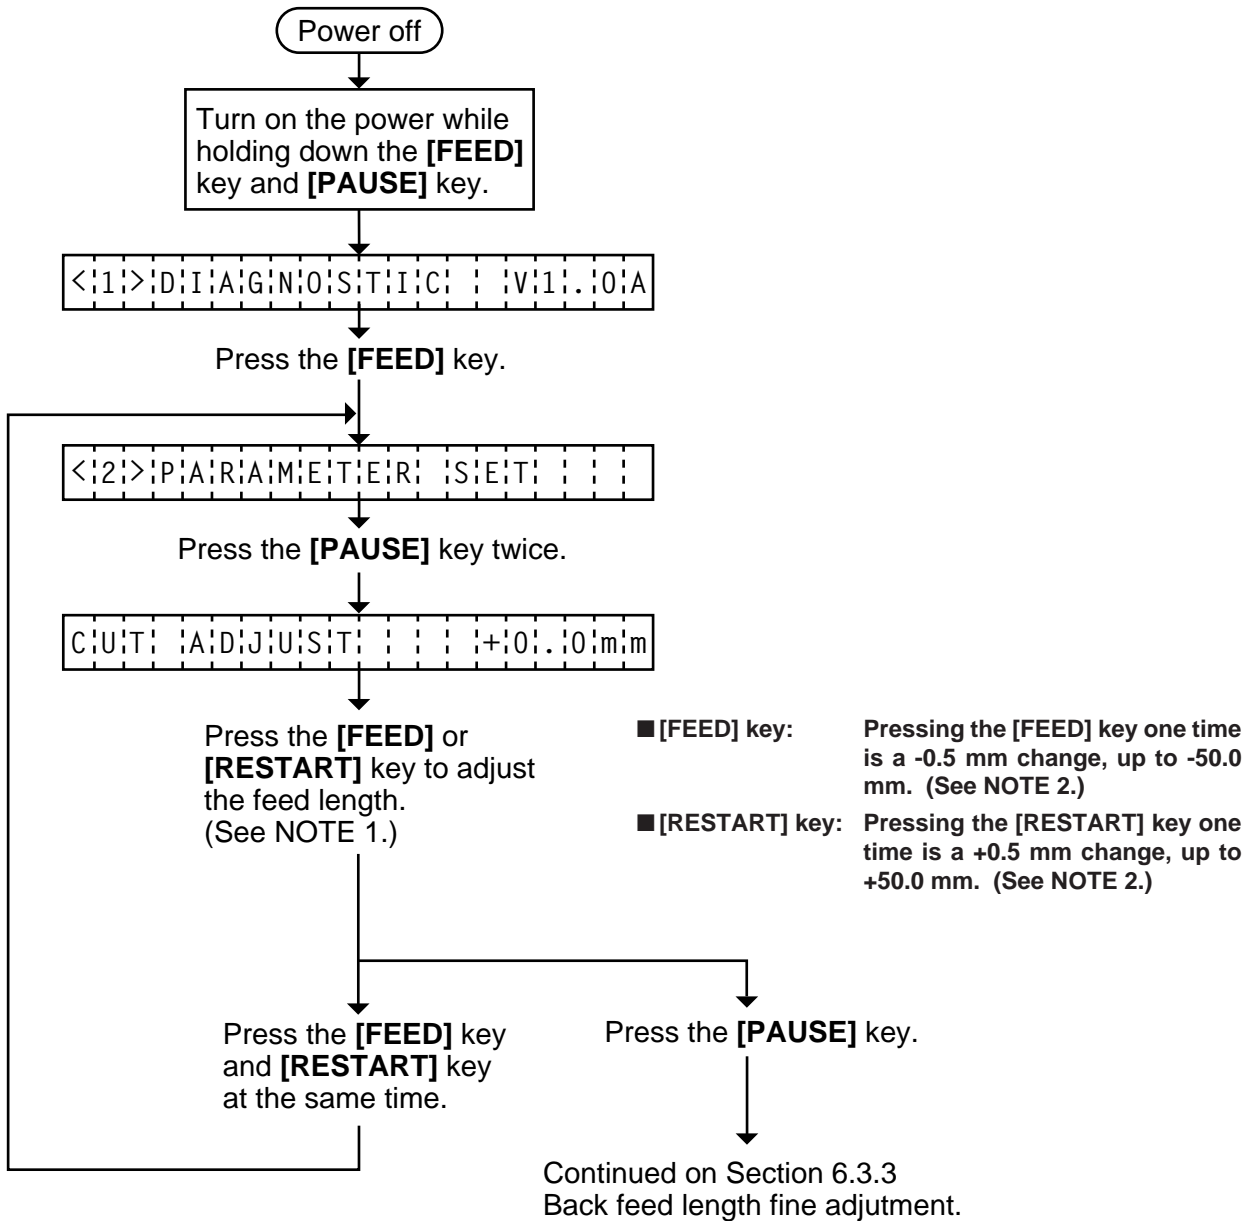 Power off
Turn on the power while
holding down the [FEED]
key and [PAUSE] key.
<1>DIAGNOSTIC  V1.0A
Press the [FEED] key.
<2>PARAMETER SET
Press the [PAUSE] key twice.
CUT ADJUST    +0.0mm
Press the [FEED] or
[RESTART] key to adjust
the feed length.
(See NOTE 1.)
■ [FEED] key: Pressing the [FEED] key one time
is a -0.5 mm change, up to -50.0
mm. (See NOTE 2.)
■ [RESTART] key: Pressing the [RESTART] key one
time is a +0.5 mm change, up to
+50.0 mm. (See NOTE 2.)
Press the [FEED] key
and [RESTART] key
at the same time.
Press the [PAUSE] key.
Continued on Section 6.3.3
Back feed length fine adjutment.